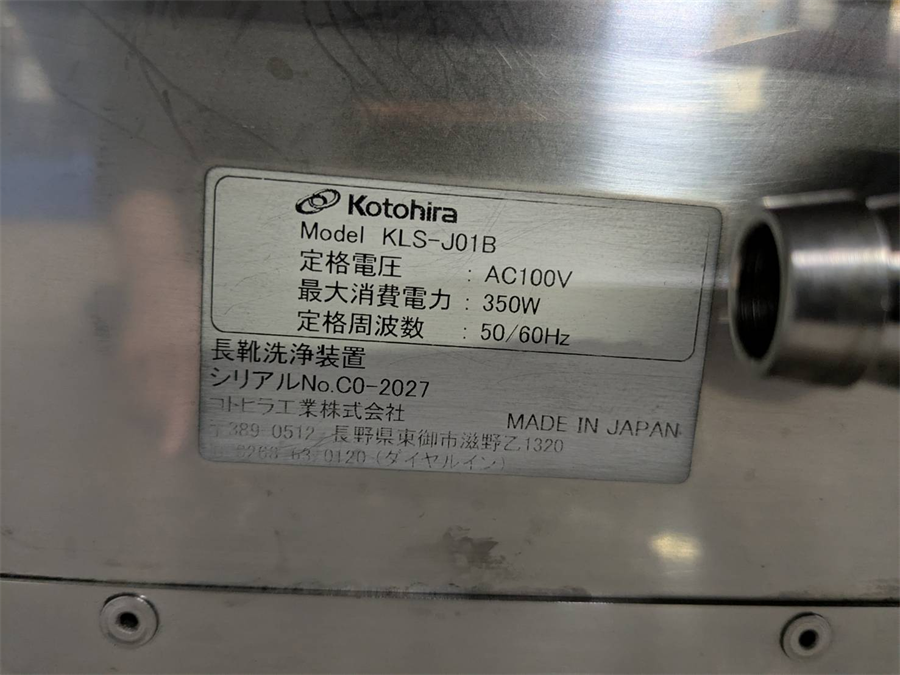 Kotohira
Model KLS-J01B
定格電圧 : AC100V
最大消費電力 : 350W
定格周波数 : 50/60Hz
長靴洗浄装置
シリアルNo.C0-2027
コトヒラ工業株式会社
MADE IN JAPAN
〒389-0512 長野県東御市滋野乙1320
0268-63-0120(ダイヤルイン)